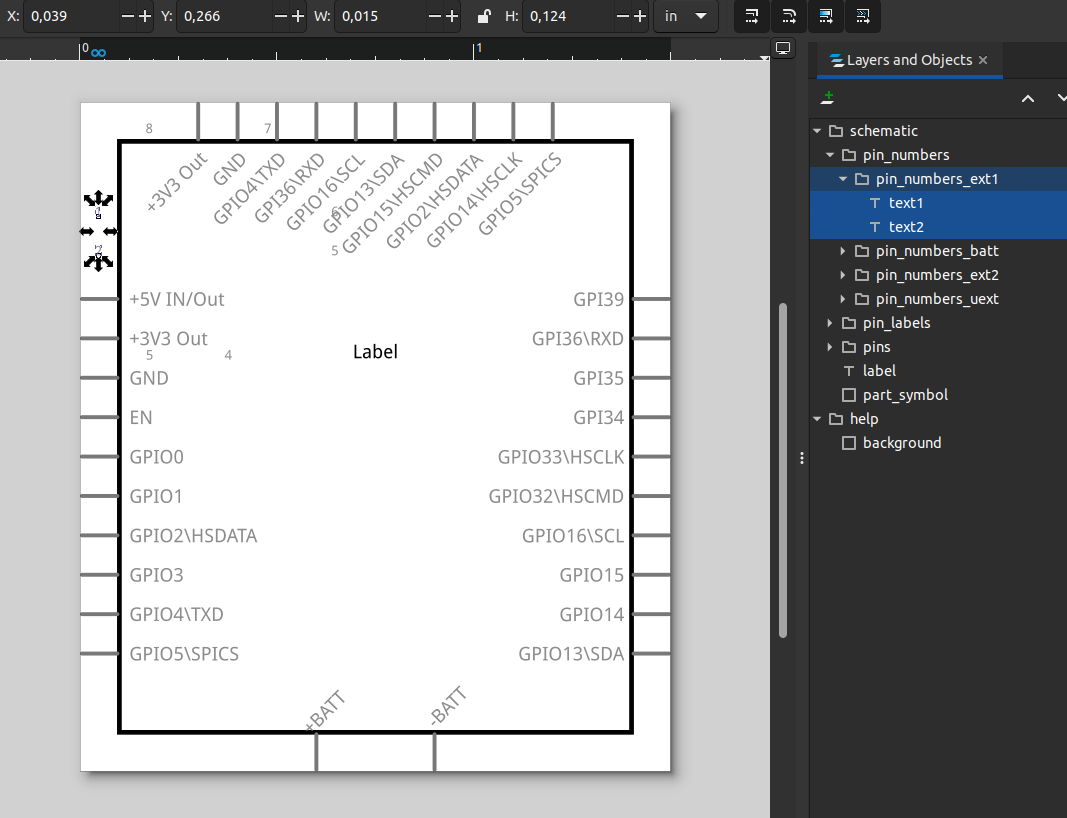 X: 0,039 Y: 0,266 W: 0,015 H: 0,124 in
0 1
Layers and Objects
8 7
+3V3 Out
GND
GPIO4\TXD
GPI36\RXD
GPIO16\SCL
GPIO13\SDA
GPIO15\HSCMD
GPIO2\HSDATA
GPIO14\HSCLK
GPIO5\SPICS
6
5
1
2
+5V IN/Out
+3V3 Out
5 4
GND
EN
GPIO0
GPIO1
GPIO2\HSDATA
GPIO3
GPIO4\TXD
GPIO5\SPICS
Label
GPI39
GPI36\RXD
GPI35
GPI34
GPIO33\HSCLK
GPIO32\HSCMD
GPIO16\SCL
GPIO15
GPIO14
GPIO13\SDA
+BATT
-BATT
schematic
pin_numbers
pin_numbers_ext1
text1
text2
pin_numbers_batt
pin_numbers_ext2
pin_numbers_uext
pin_labels
pins
label
part_symbol
help
background